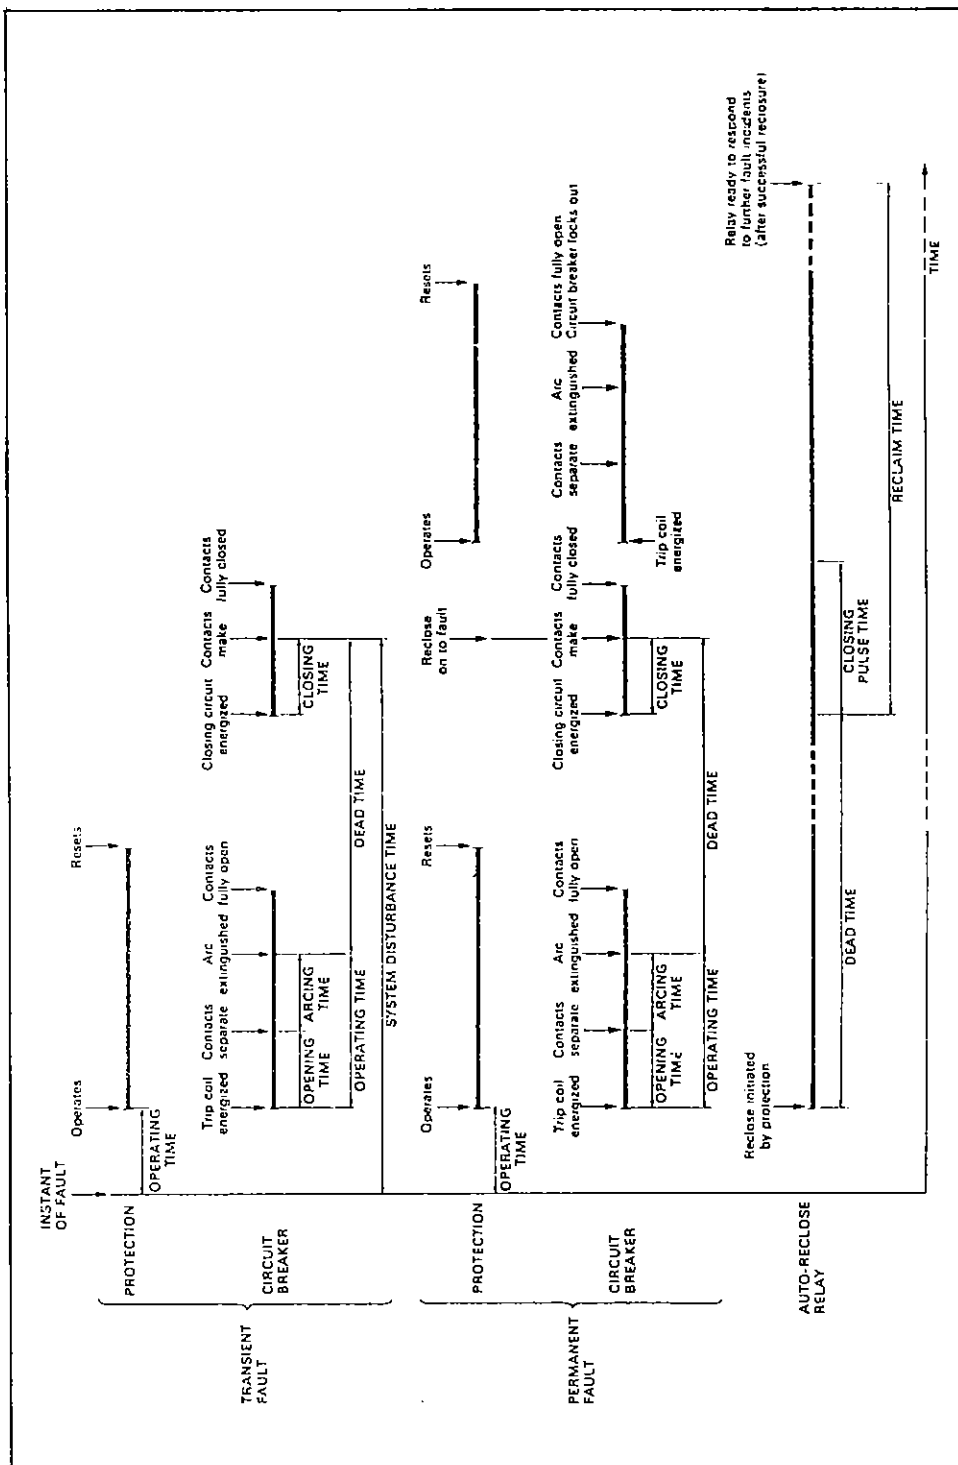 INSTANT
OF FAULT
TRANSIENT
FAULT
PROTECTION
Operates
Resets
OPERATING
TIME
CIRCUIT
BREAKER
Trip coil
energized
Contacts
separate
Arc
extinguished
Contacts
fully open
Closing circuit
energized
Contacts
make
Contacts
fully closed
OPENING
TIME
ARCING
TIME
CLOSING
TIME
OPERATING TIME
DEAD TIME
SYSTEM DISTURBANCE TIME
PERMANENT
FAULT
PROTECTION
Operates
Resets
Reclose
on to fault
Operates
Resets
OPERATING
TIME
CIRCUIT
BREAKER
Trip coil
energized
Contacts
separate
Arc
extinguished
Contacts
fully open
Closing circuit
energized
Contacts
make
Contacts
fully closed
Trip coil
energized
Contacts
separate
Arc
extinguished
Contacts fully open
Circuit breaker locks out
OPENING
TIME
ARCING
TIME
CLOSING
TIME
OPERATING TIME
DEAD TIME
AUTO-RECLOSE
RELAY
Reclose initiated
by protection
Relay ready to respond
to further fault incidents
(after successful reclosure)
DEAD TIME
CLOSING
PULSE TIME
RECLAIM TIME
TIME